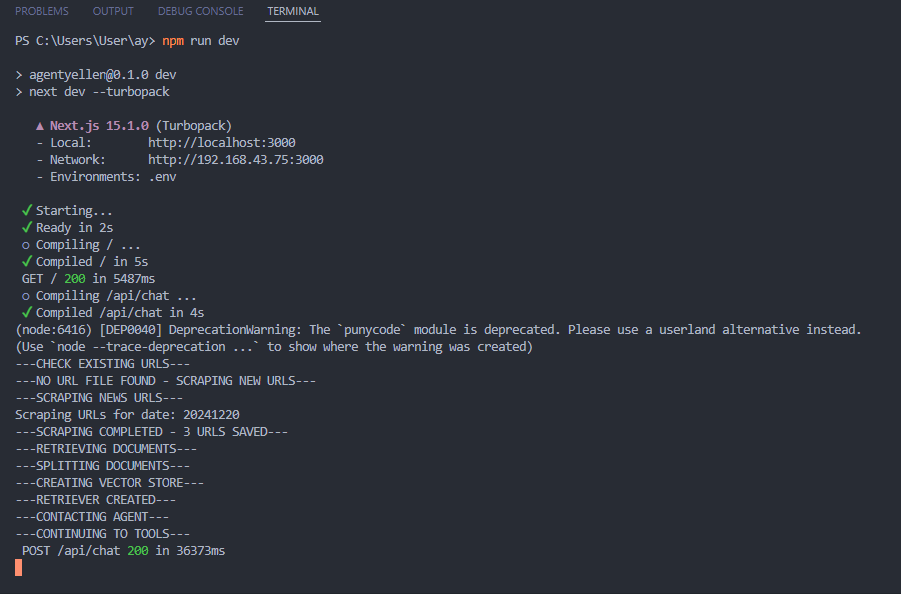 PROBLEMS OUTPUT DEBUG CONSOLE TERMINAL
PS C:\Users\User\ay> npm run dev
> agentyellen@0.1.0 dev
> next dev --turbopack
▲ Next.js 15.1.0 (Turbopack)
- Local: http://localhost:3000
- Network: http://192.168.43.75:3000
- Environments: .env
✓ Starting...
✓ Ready in 2s
○ Compiling / ...
✓ Compiled / in 5s
GET / 200 in 5487ms
○ Compiling /api/chat ...
✓ Compiled /api/chat in 4s
(node:6416) [DEP0040] DeprecationWarning: The `punycode` module is deprecated. Please use a userland alternative instead.
(Use `node --trace-deprecation ...` to show where the warning was created)
---CHECK EXISTING URLS---
---NO URL FILE FOUND - SCRAPING NEW URLS---
---SCRAPING NEWS URLS---
Scraping URLs for date: 20241220
---SCRAPING COMPLETED - 3 URLS SAVED---
---RETRIEVING DOCUMENTS---
---SPLITTING DOCUMENTS---
---CREATING VECTOR STORE---
---RETRIEVER CREATED---
---CONTACTING AGENT---
---CONTINUING TO TOOLS---
POST /api/chat 200 in 36373ms